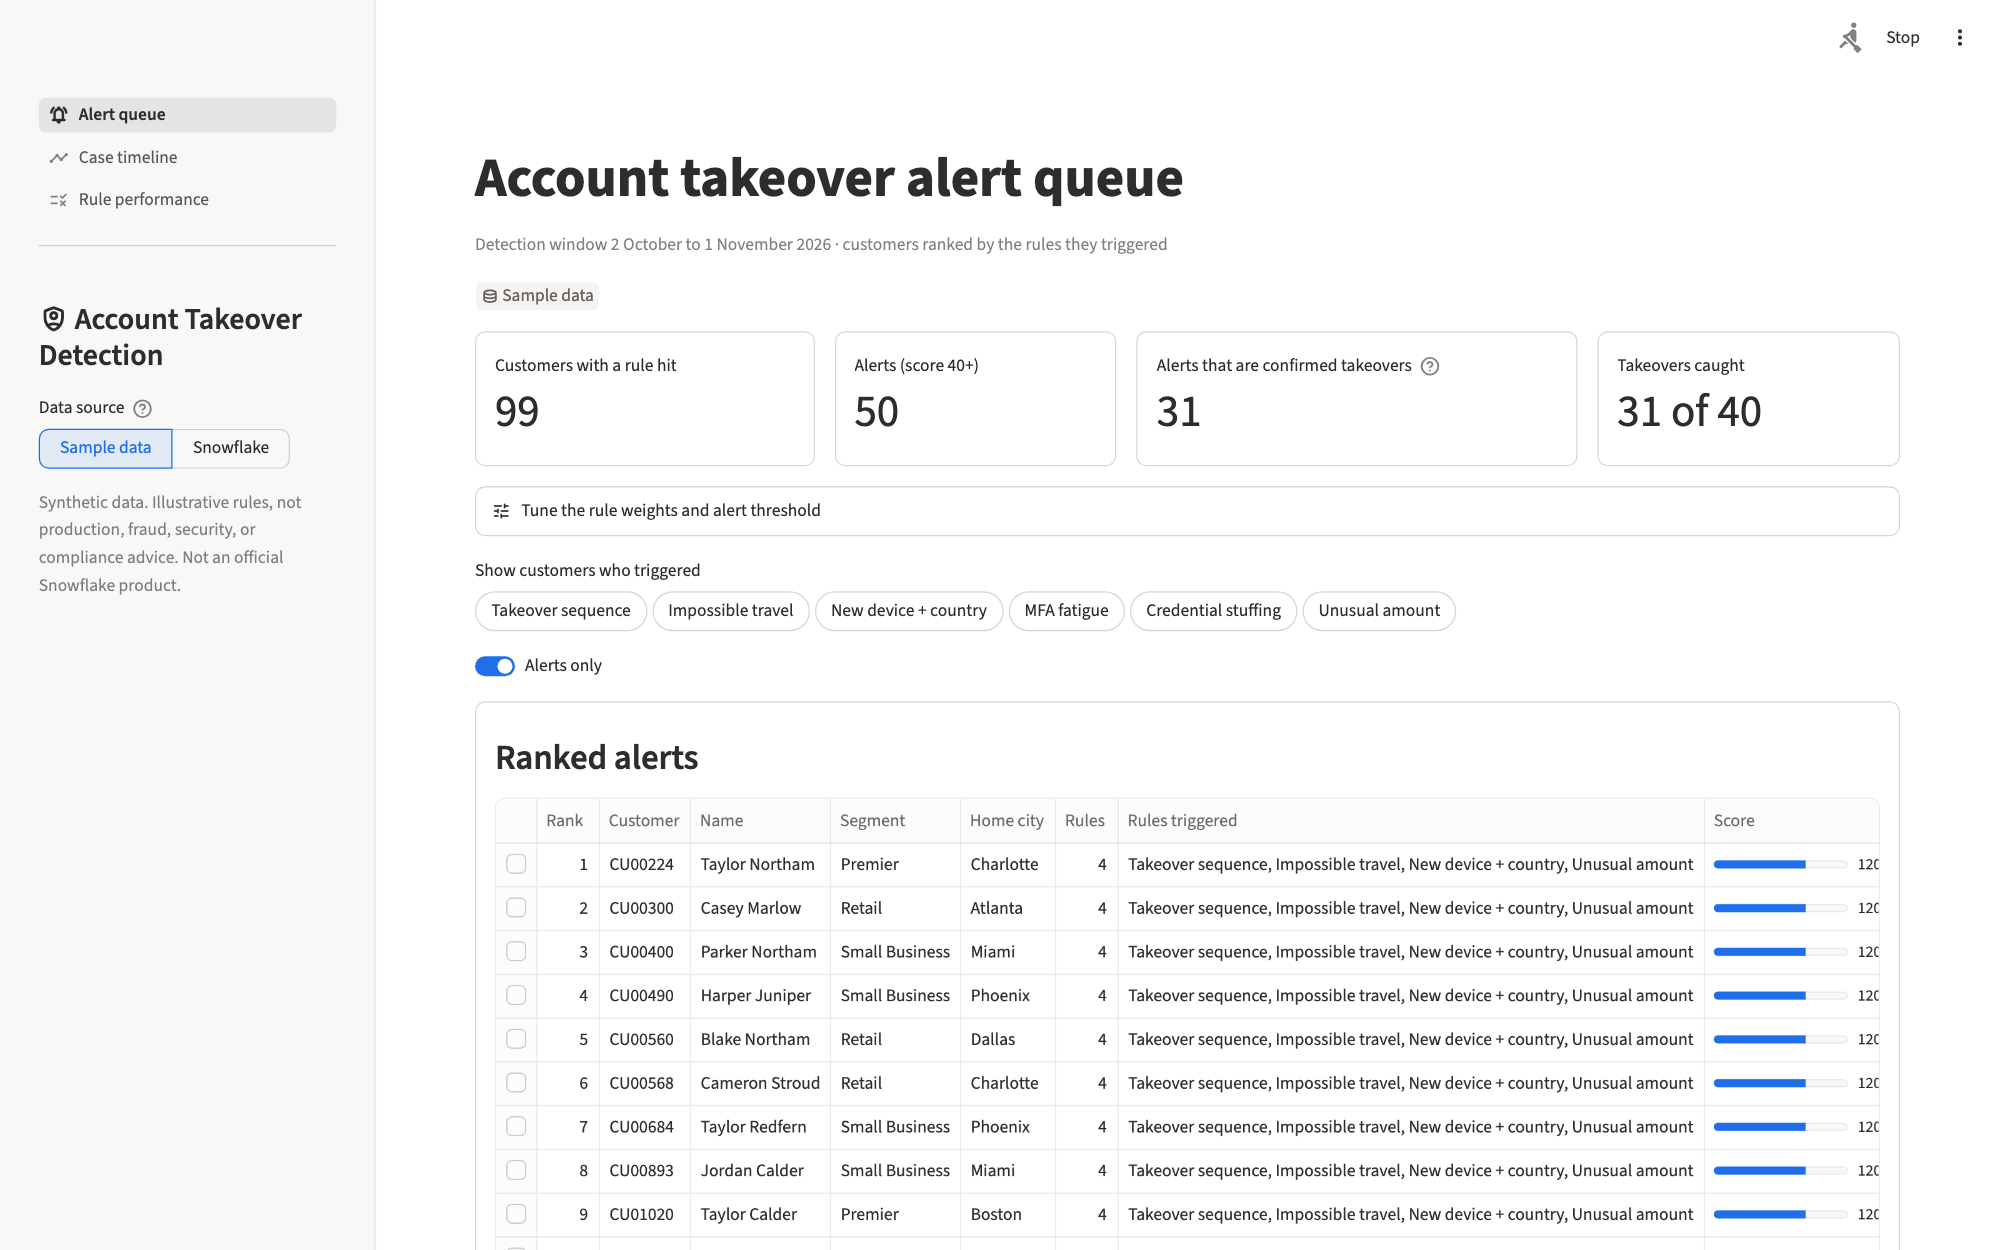 Stop
Alert queue
Case timeline
Rule performance
Account Takeover
Detection
Data source
Sample data
Snowflake
Synthetic data. Illustrative rules, not
production, fraud, security, or
compliance advice. Not an official
Snowflake product.
Account takeover alert queue
Detection window 2 October to 1 November 2026 · customers ranked by the rules they triggered
Sample data
Customers with a rule hit
99
Alerts (score 40+)
50
Alerts that are confirmed takeovers
31
Takeovers caught
31 of 40
Tune the rule weights and alert threshold
Show customers who triggered
Takeover sequence Impossible travel New device + country MFA fatigue Credential stuffing Unusual amount
Alerts only
Ranked alerts
Rank Customer Name Segment Home city Rules Rules triggered Score
1 CU00224 Taylor Northam Premier Charlotte 4 Takeover sequence, Impossible travel, New device + country, Unusual amount 120
2 CU00300 Casey Marlow Retail Atlanta 4 Takeover sequence, Impossible travel, New device + country, Unusual amount 120
3 CU00400 Parker Northam Small Business Miami 4 Takeover sequence, Impossible travel, New device + country, Unusual amount 120
4 CU00490 Harper Juniper Small Business Phoenix 4 Takeover sequence, Impossible travel, New device + country, Unusual amount 120
5 CU00560 Blake Northam Retail Dallas 4 Takeover sequence, Impossible travel, New device + country, Unusual amount 120
6 CU00568 Cameron Stroud Retail Charlotte 4 Takeover sequence, Impossible travel, New device + country, Unusual amount 120
7 CU00684 Taylor Redfern Small Business Phoenix 4 Takeover sequence, Impossible travel, New device + country, Unusual amount 120
8 CU00893 Jordan Calder Small Business Miami 4 Takeover sequence, Impossible travel, New device + country, Unusual amount 120
9 CU01020 Taylor Calder Premier Boston 4 Takeover sequence, Impossible travel, New device + country, Unusual amount 120